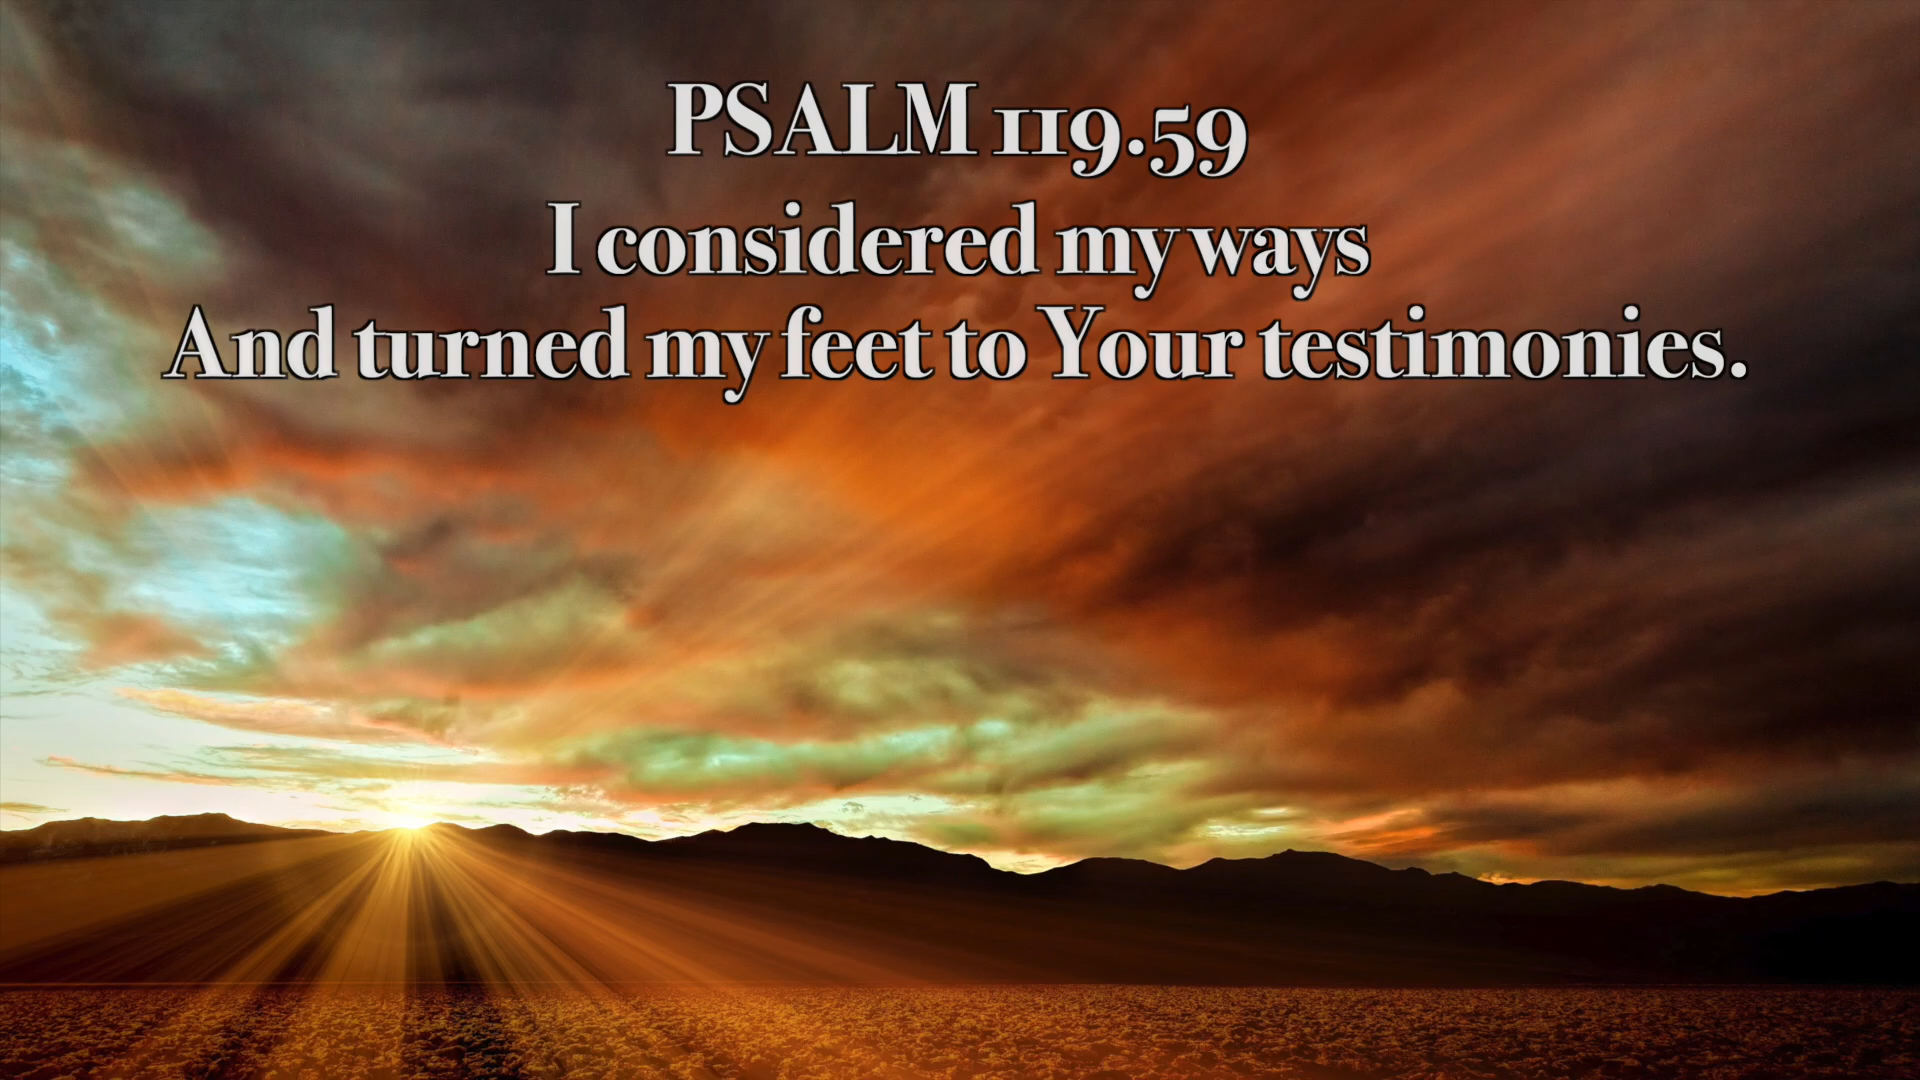 PSALM 119.59
I considered my ways
And turned my feet to Your testimonies.